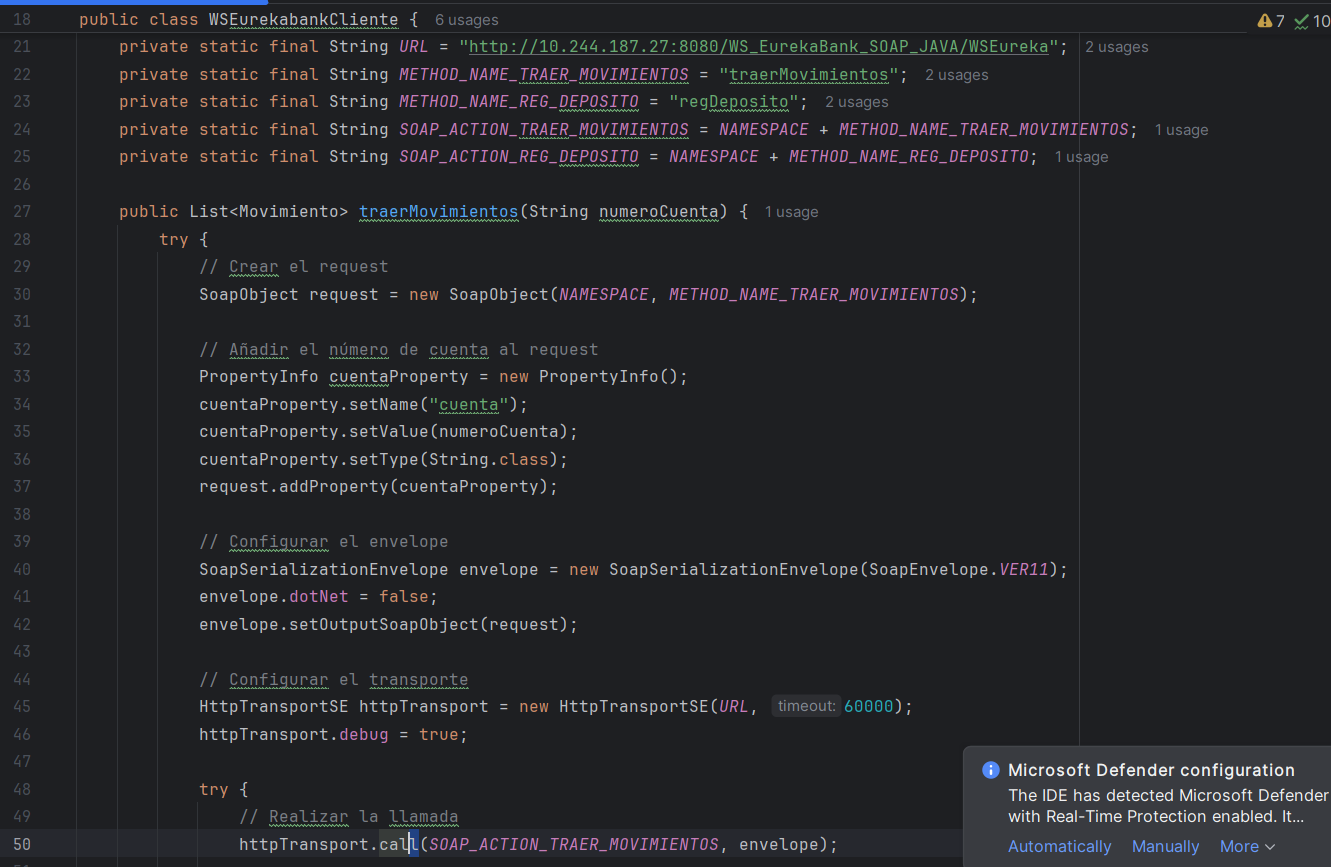 18 public class WSEurekabankCliente { 6 usages 7 10
21 private static final String URL = "http://10.244.187.27:8080/WS_EurekaBank_SOAP_JAVA/WSEureka"; 2 usages
22 private static final String METHOD_NAME_TRAER_MOVIMIENTOS = "traerMovimientos"; 2 usages
23 private static final String METHOD_NAME_REG_DEPOSITO = "regDeposito"; 2 usages
24 private static final String SOAP_ACTION_TRAER_MOVIMIENTOS = NAMESPACE + METHOD_NAME_TRAER_MOVIMIENTOS; 1 usage
25 private static final String SOAP_ACTION_REG_DEPOSITO = NAMESPACE + METHOD_NAME_REG_DEPOSITO; 1 usage
26
27 public List<Movimiento> traerMovimientos(String numeroCuenta) { 1 usage
28 try {
29 // Crear el request
30 SoapObject request = new SoapObject(NAMESPACE, METHOD_NAME_TRAER_MOVIMIENTOS);
31
32 // Añadir el número de cuenta al request
33 PropertyInfo cuentaProperty = new PropertyInfo();
34 cuentaProperty.setName("cuenta");
35 cuentaProperty.setValue(numeroCuenta);
36 cuentaProperty.setType(String.class);
37 request.addProperty(cuentaProperty);
38
39 // Configurar el envelope
40 SoapSerializationEnvelope envelope = new SoapSerializationEnvelope(SoapEnvelope.VER11);
41 envelope.dotNet = false;
42 envelope.setOutputSoapObject(request);
43
44 // Configurar el transporte
45 HttpTransportSE httpTransport = new HttpTransportSE(URL, timeout: 60000);
46 httpTransport.debug = true;
47
48 try {
49 // Realizar la llamada
50 httpTransport.call(SOAP_ACTION_TRAER_MOVIMIENTOS, envelope);
Microsoft Defender configuration
The IDE has detected Microsoft Defender
with Real-Time Protection enabled. It...
Automatically Manually More